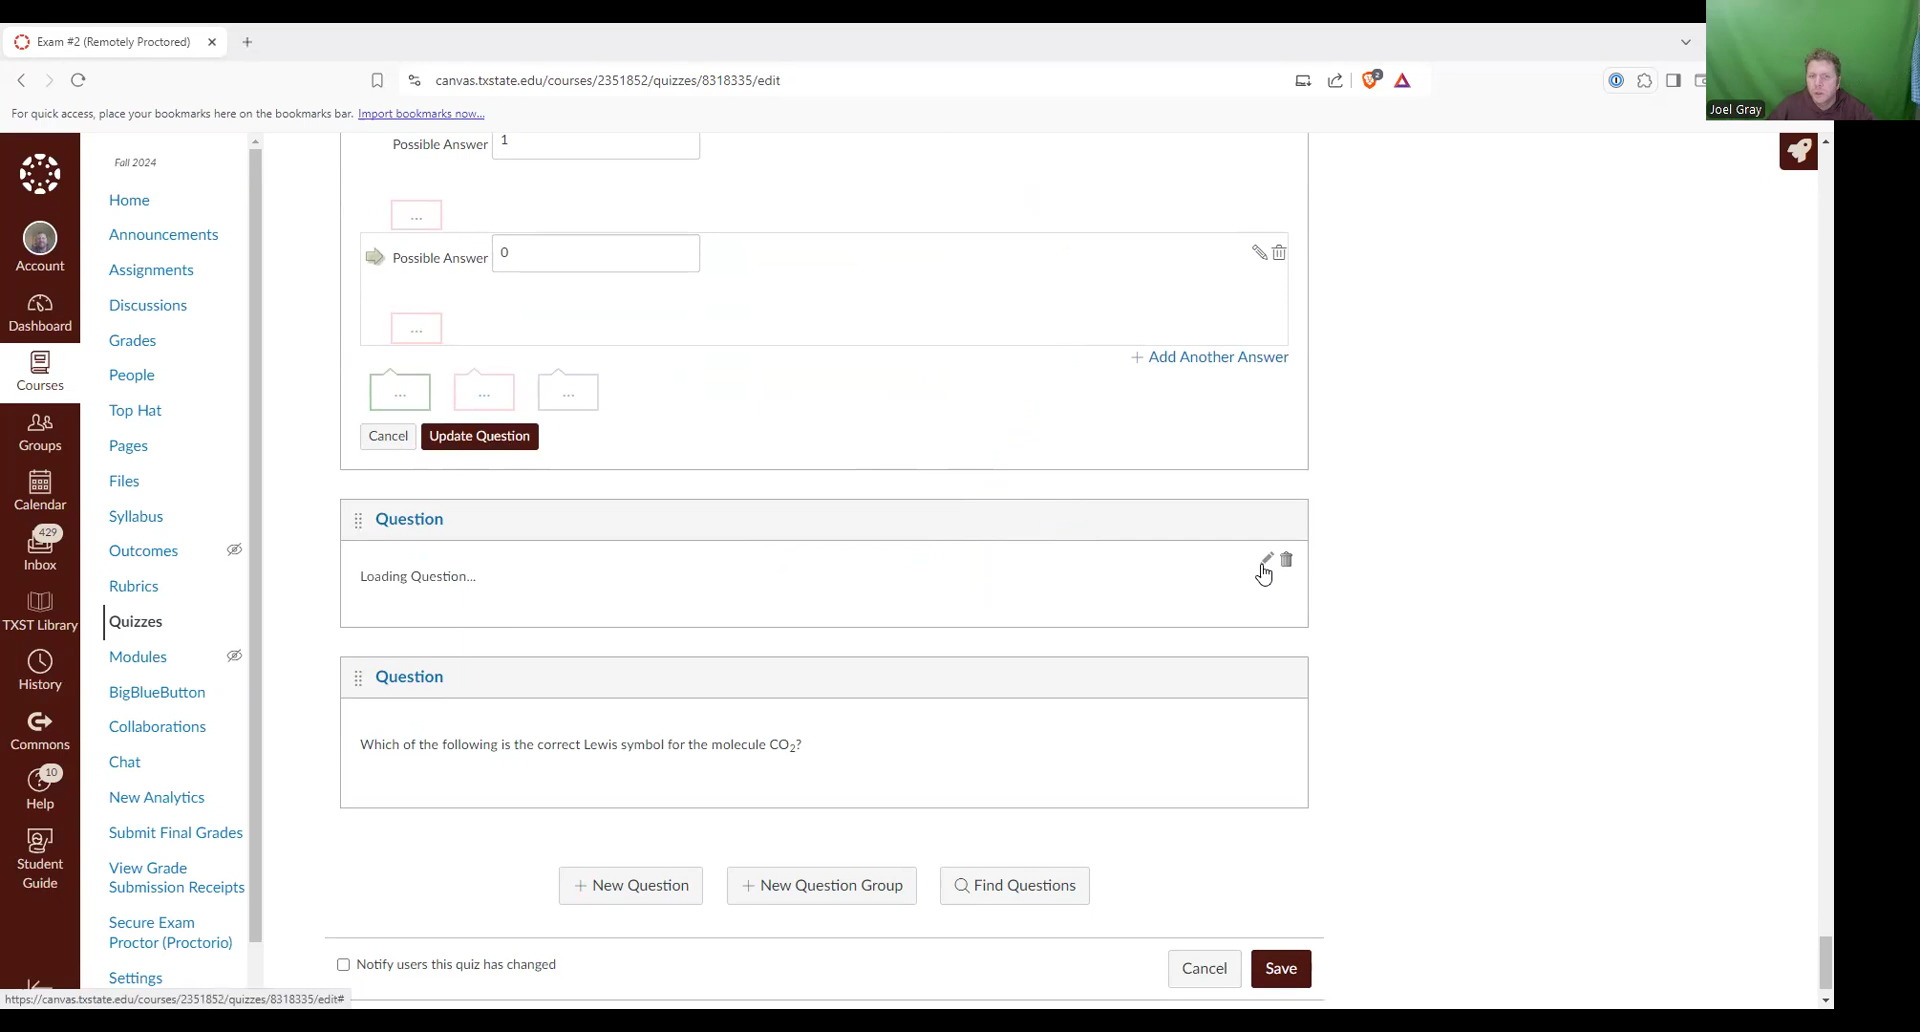 Exam #2 (Remotely Proctored)
canvas.txstate.edu/courses/2351852/quizzes/8318335/edit
2
For quick access, place your bookmarks here on the bookmarks bar. Import bookmarks now...
Joel Gray
Account
Dashboard
Courses
Groups
Calendar
429
Inbox
TXST Library
History
Commons
10
Help
Student
Guide
Fall 2024
Home
Announcements
Assignments
Discussions
Grades
People
Top Hat
Pages
Files
Syllabus
Outcomes
Rubrics
Quizzes
Modules
BigBlueButton
Collaborations
Chat
New Analytics
Submit Final Grades
View Grade
Submission Receipts
Secure Exam
Proctor (Proctorio)
Settings
Possible Answer 1
...
Possible Answer 0
...
+ Add Another Answer
... ... ...
Cancel Update Question
Question
Loading Question...
Question
Which of the following is the correct Lewis symbol for the molecule CO₂?
+ New Question + New Question Group Find Questions
Notify users this quiz has changed
Cancel Save
https://canvas.txstate.edu/courses/2351852/quizzes/8318335/edit#